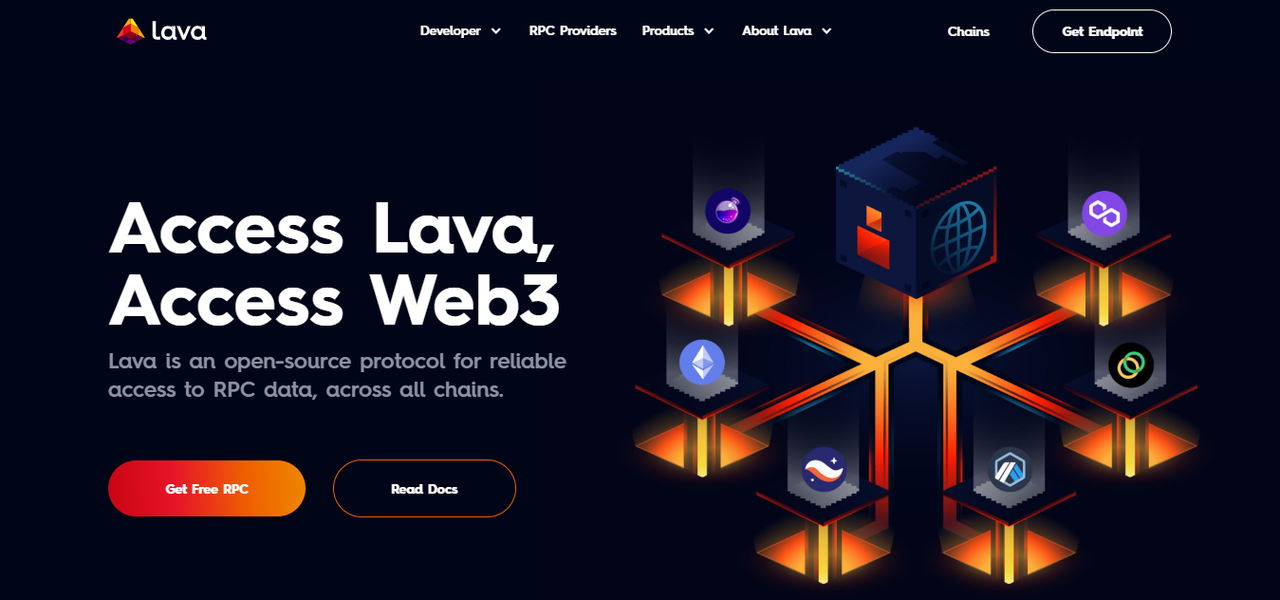 Lava
Developer
RPC Providers
Products
About Lava
Chains
Get Endpoint
Access Lava,
Access Web3
Lava is an open-source protocol for reliable
access to RPC data, across all chains.
Get Free RPC
Read Docs